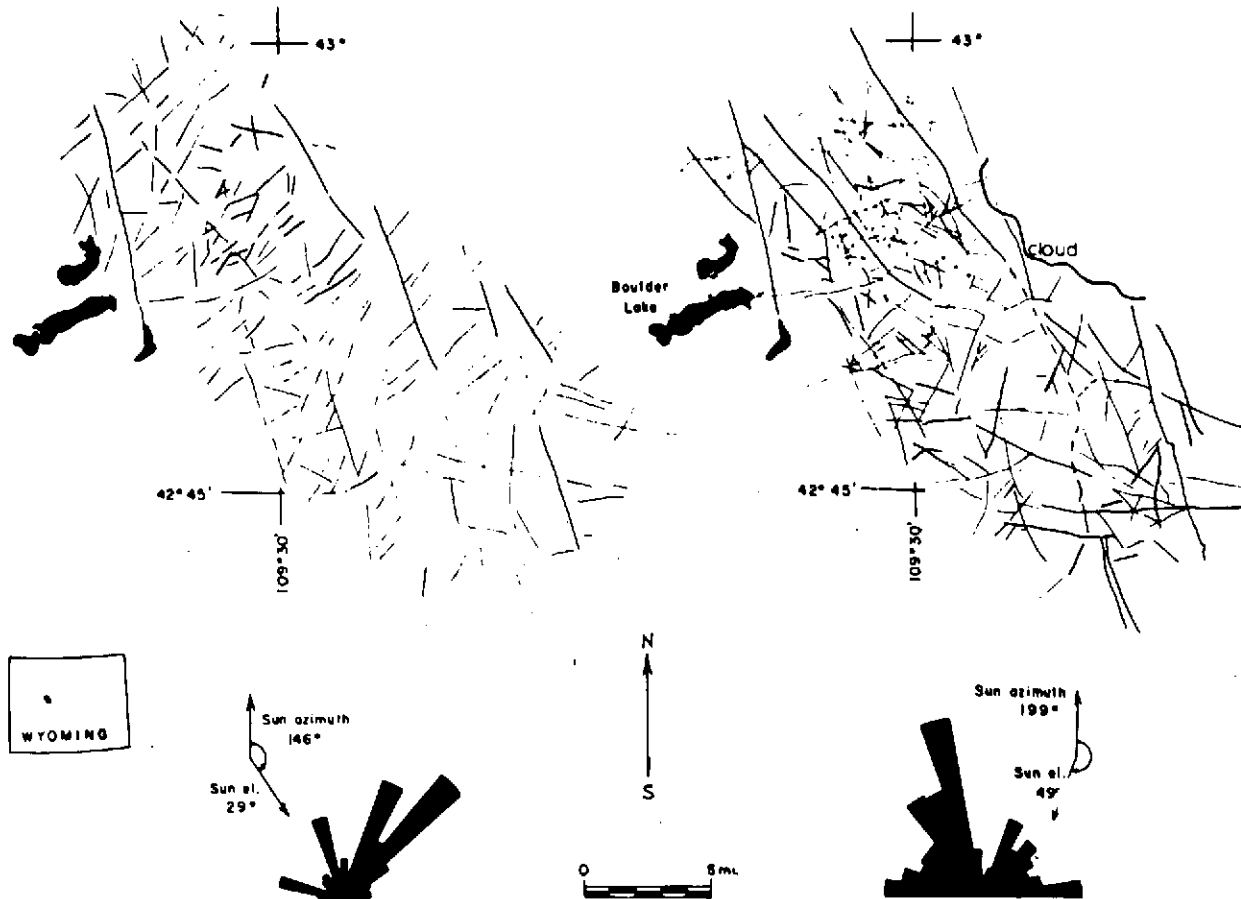 43°
43°
cloud
Boulder
Lake
42° 45'
42° 45'
109° 30'
109° 30'
N
S
WYOMING
Sun azimuth
146°
Sun el.
29°
Sun azimuth
199°
Sun el.
49°
0 8 mi.